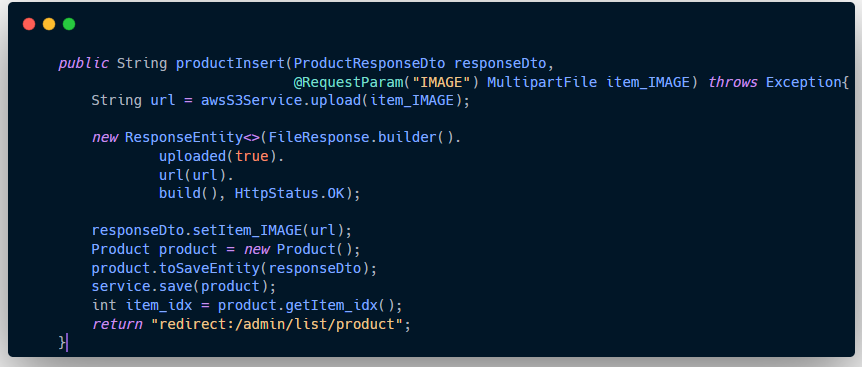 public String productInsert(ProductResponseDto responseDto,
@RequestParam("IMAGE") MultipartFile item_IMAGE) throws Exception{
String url = awsS3Service.upload(item_IMAGE);
new ResponseEntity<>(FileResponse.builder().
uploaded(true).
url(url).
build(), HttpStatus.OK);
responseDto.setItem_IMAGE(url);
Product product = new Product();
product.toSaveEntity(responseDto);
service.save(product);
int item_idx = product.getItem_idx();
return "redirect:/admin/list/product";
}